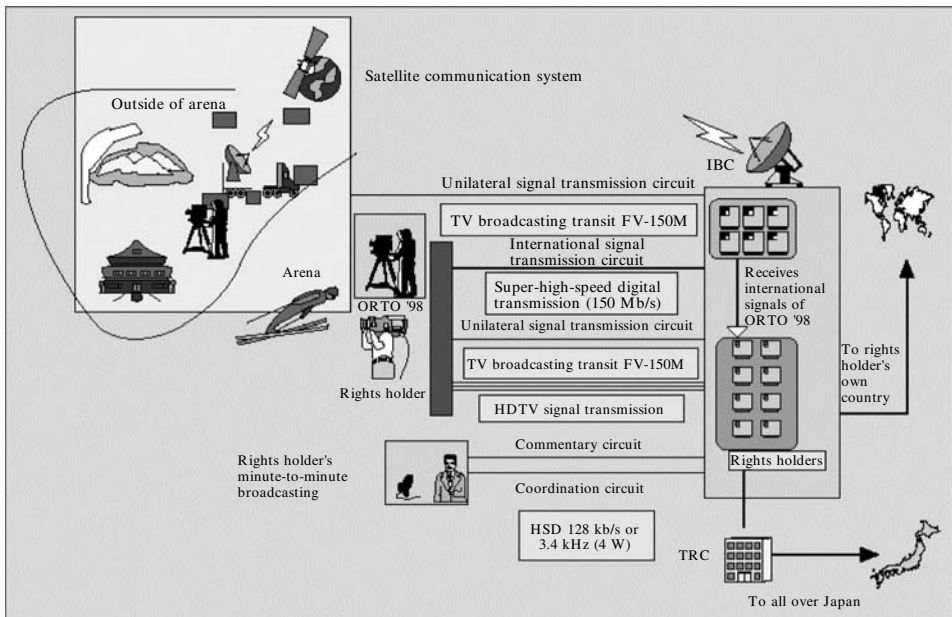 Satellite communication system
Outside of arena
IBC
Unilateral signal transmission circuit
TV broadcasting transit FV-150M
International signal
transmission circuit
Arena
ORTO '98
Super-high-speed digital
transmission (150 Mb/s)
Receives
international
signals of
ORTO '98
Unilateral signal transmission circuit
To rights
holder's
own
country
TV broadcasting transit FV-150M
Rights holder
HDTV signal transmission
Commentary circuit
Rights holders
Rights holder's
minute-to-minute
broadcasting
Coordination circuit
HSD 128 kb/s or
3.4 kHz (4 W)
TRC
To all over Japan